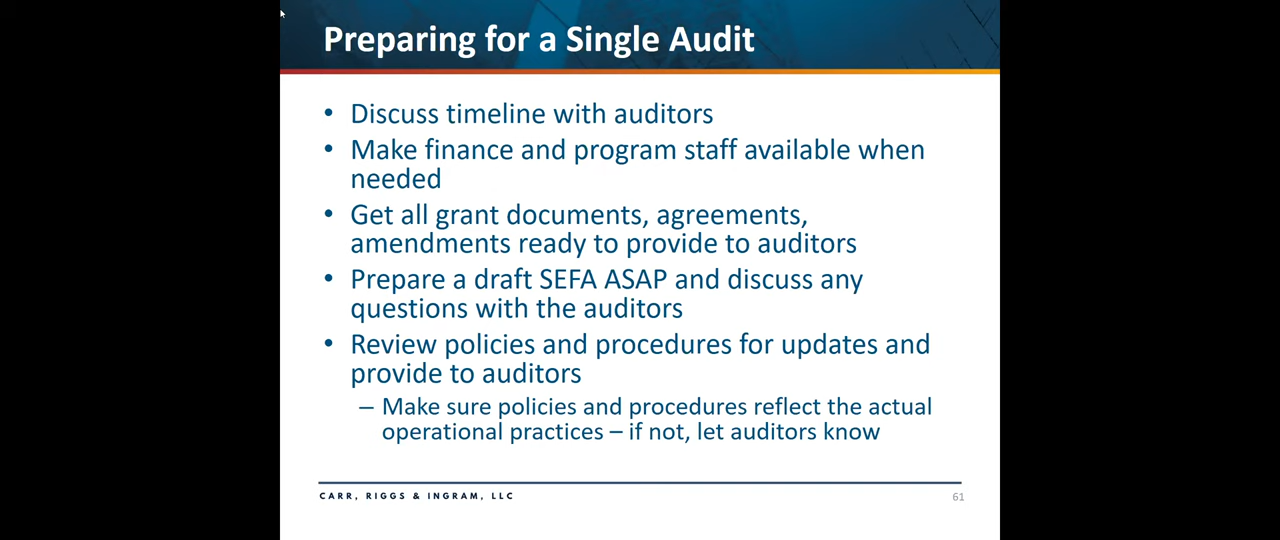 Preparing for a Single Audit
• Discuss timeline with auditors
• Make finance and program staff available when
needed
• Get all grant documents, agreements,
amendments ready to provide to auditors
• Prepare a draft SEFA ASAP and discuss any
questions with the auditors
• Review policies and procedures for updates and
provide to auditors
– Make sure policies and procedures reflect the actual
operational practices – if not, let auditors know
CARR, RIGGS & INGRAM, LLC
61